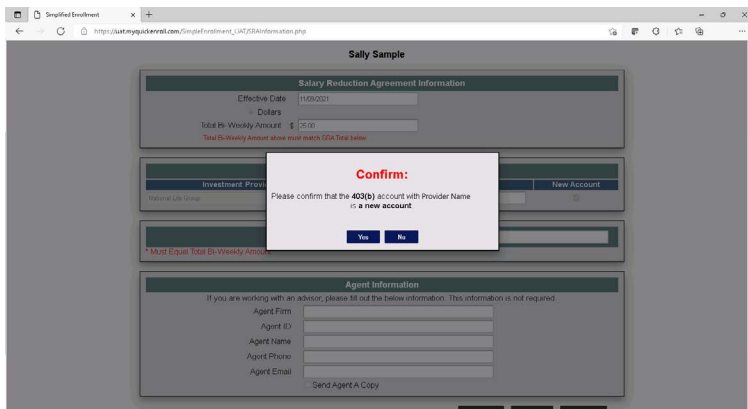 Simplified Enrollment
https://uat.myquickenroll.com/SimpleEnrollment_UAT/SRAInformation.php
Sally Sample
Salary Reduction Agreement Information
Effective Date 11/09/2021
Dollars
Total Bi-Weekly Amount $ 25.00
Total Bi-Weekly Amount above must match SRA Total below
Confirm:
Please confirm that the 403(b) account with Provider Name
is a new account
Yes No
Investment Provi New Account
National Life Group
* Must Equal Total Bi-Weekly Amount
Agent Information
If you are working with an advisor, please fill out the below information. This information is not required.
Agent Firm
Agent ID
Agent Name
Agent Phone
Agent Email
Send Agent A Copy